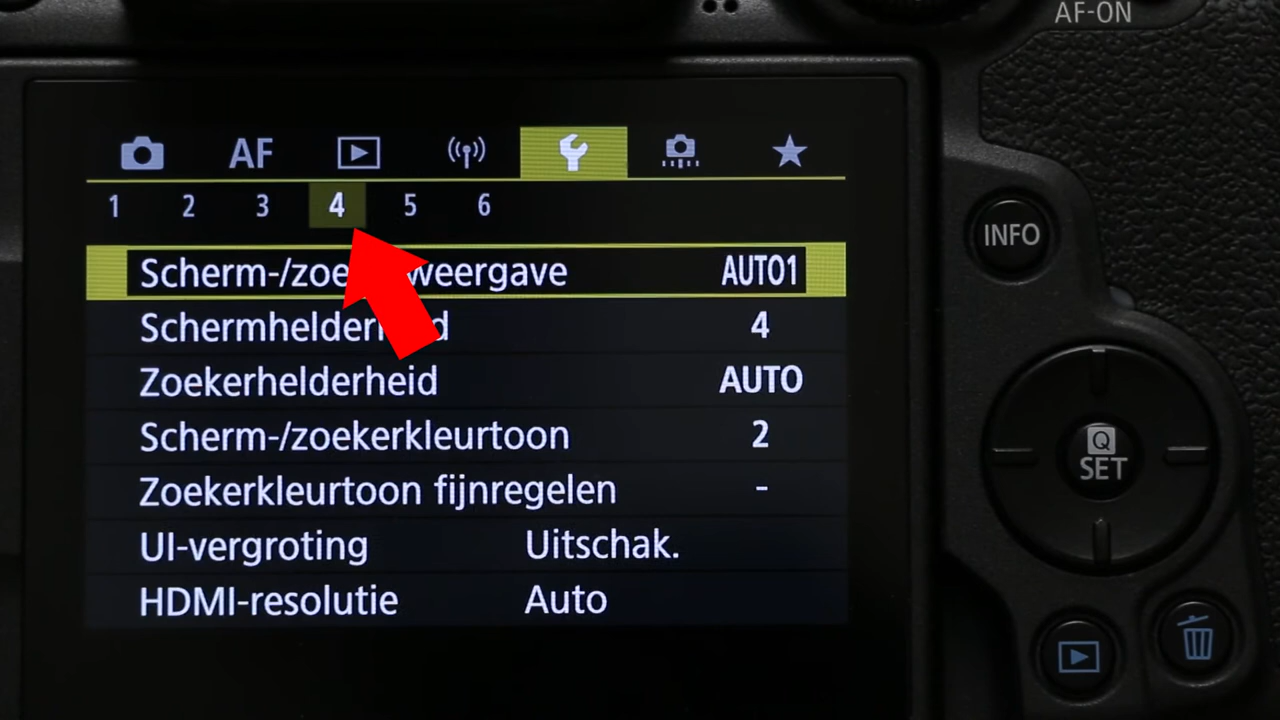 AF-ON
AF
1 2 3 4 5 6
INFO
Scherm-/zoe weergave AUTO1
Schermhelder d 4
Zoekerhelderheid AUTO
Scherm-/zoekerkleurtoon 2
Q
SET
Zoekerkleurtoon fijnregelen -
UI-vergroting Uitschak.
HDMI-resolutie Auto